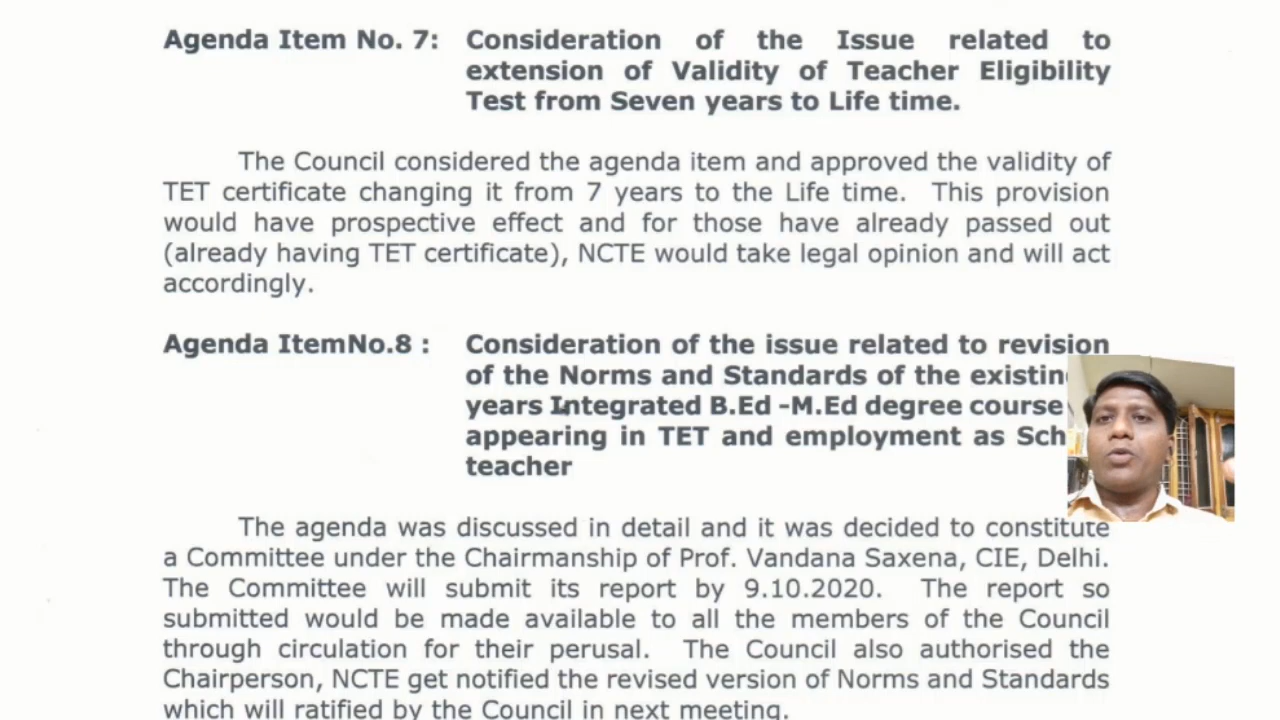 Agenda Item No. 7: Consideration of the Issue related to
extension of Validity of Teacher Eligibility
Test from Seven years to Life time.
The Council considered the agenda item and approved the validity of
TET certificate changing it from 7 years to the Life time. This provision
would have prospective effect and for those have already passed out
(already having TET certificate), NCTE would take legal opinion and will act
accordingly.
Agenda ItemNo.8 : Consideration of the issue related to revision
of the Norms and Standards of the
years Integrated B.Ed -M.Ed degree course
appearing in TET and employment as
teacher
The agenda was discussed in detail and it was decided to constitute
a Committee under the Chairmanship of Prof. Vandana Saxena, CIE, Delhi.
The Committee will submit its report by 9.10.2020. The report so
submitted would be made available to all the members of the Council
through circulation for their perusal. The Council also authorised the
Chairperson, NCTE get notified the revised version of Norms and Standards
which will ratified by the Council in next meeting.